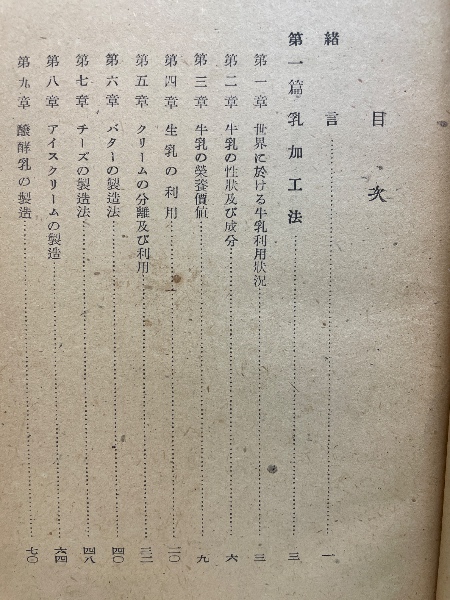 目次
緒言……一
第一篇 乳加工法……三
第一章 世界に於ける牛乳利用狀況……三
第二章 牛乳の性狀及び成分……六
第三章 牛乳の榮養價値……九
第四章 生乳の利用……二〇
第五章 クリームの分離及び利用……三二
第六章 バターの製造法……四〇
第七章 チーズの製造法……四八
第八章 アイスクリームの製造……六四
第九章 醱酵乳の製造……七〇